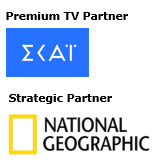 Premium TV Partner
ΣΚΑΪ
Strategic Partner
NATIONAL
GEOGRAPHIC